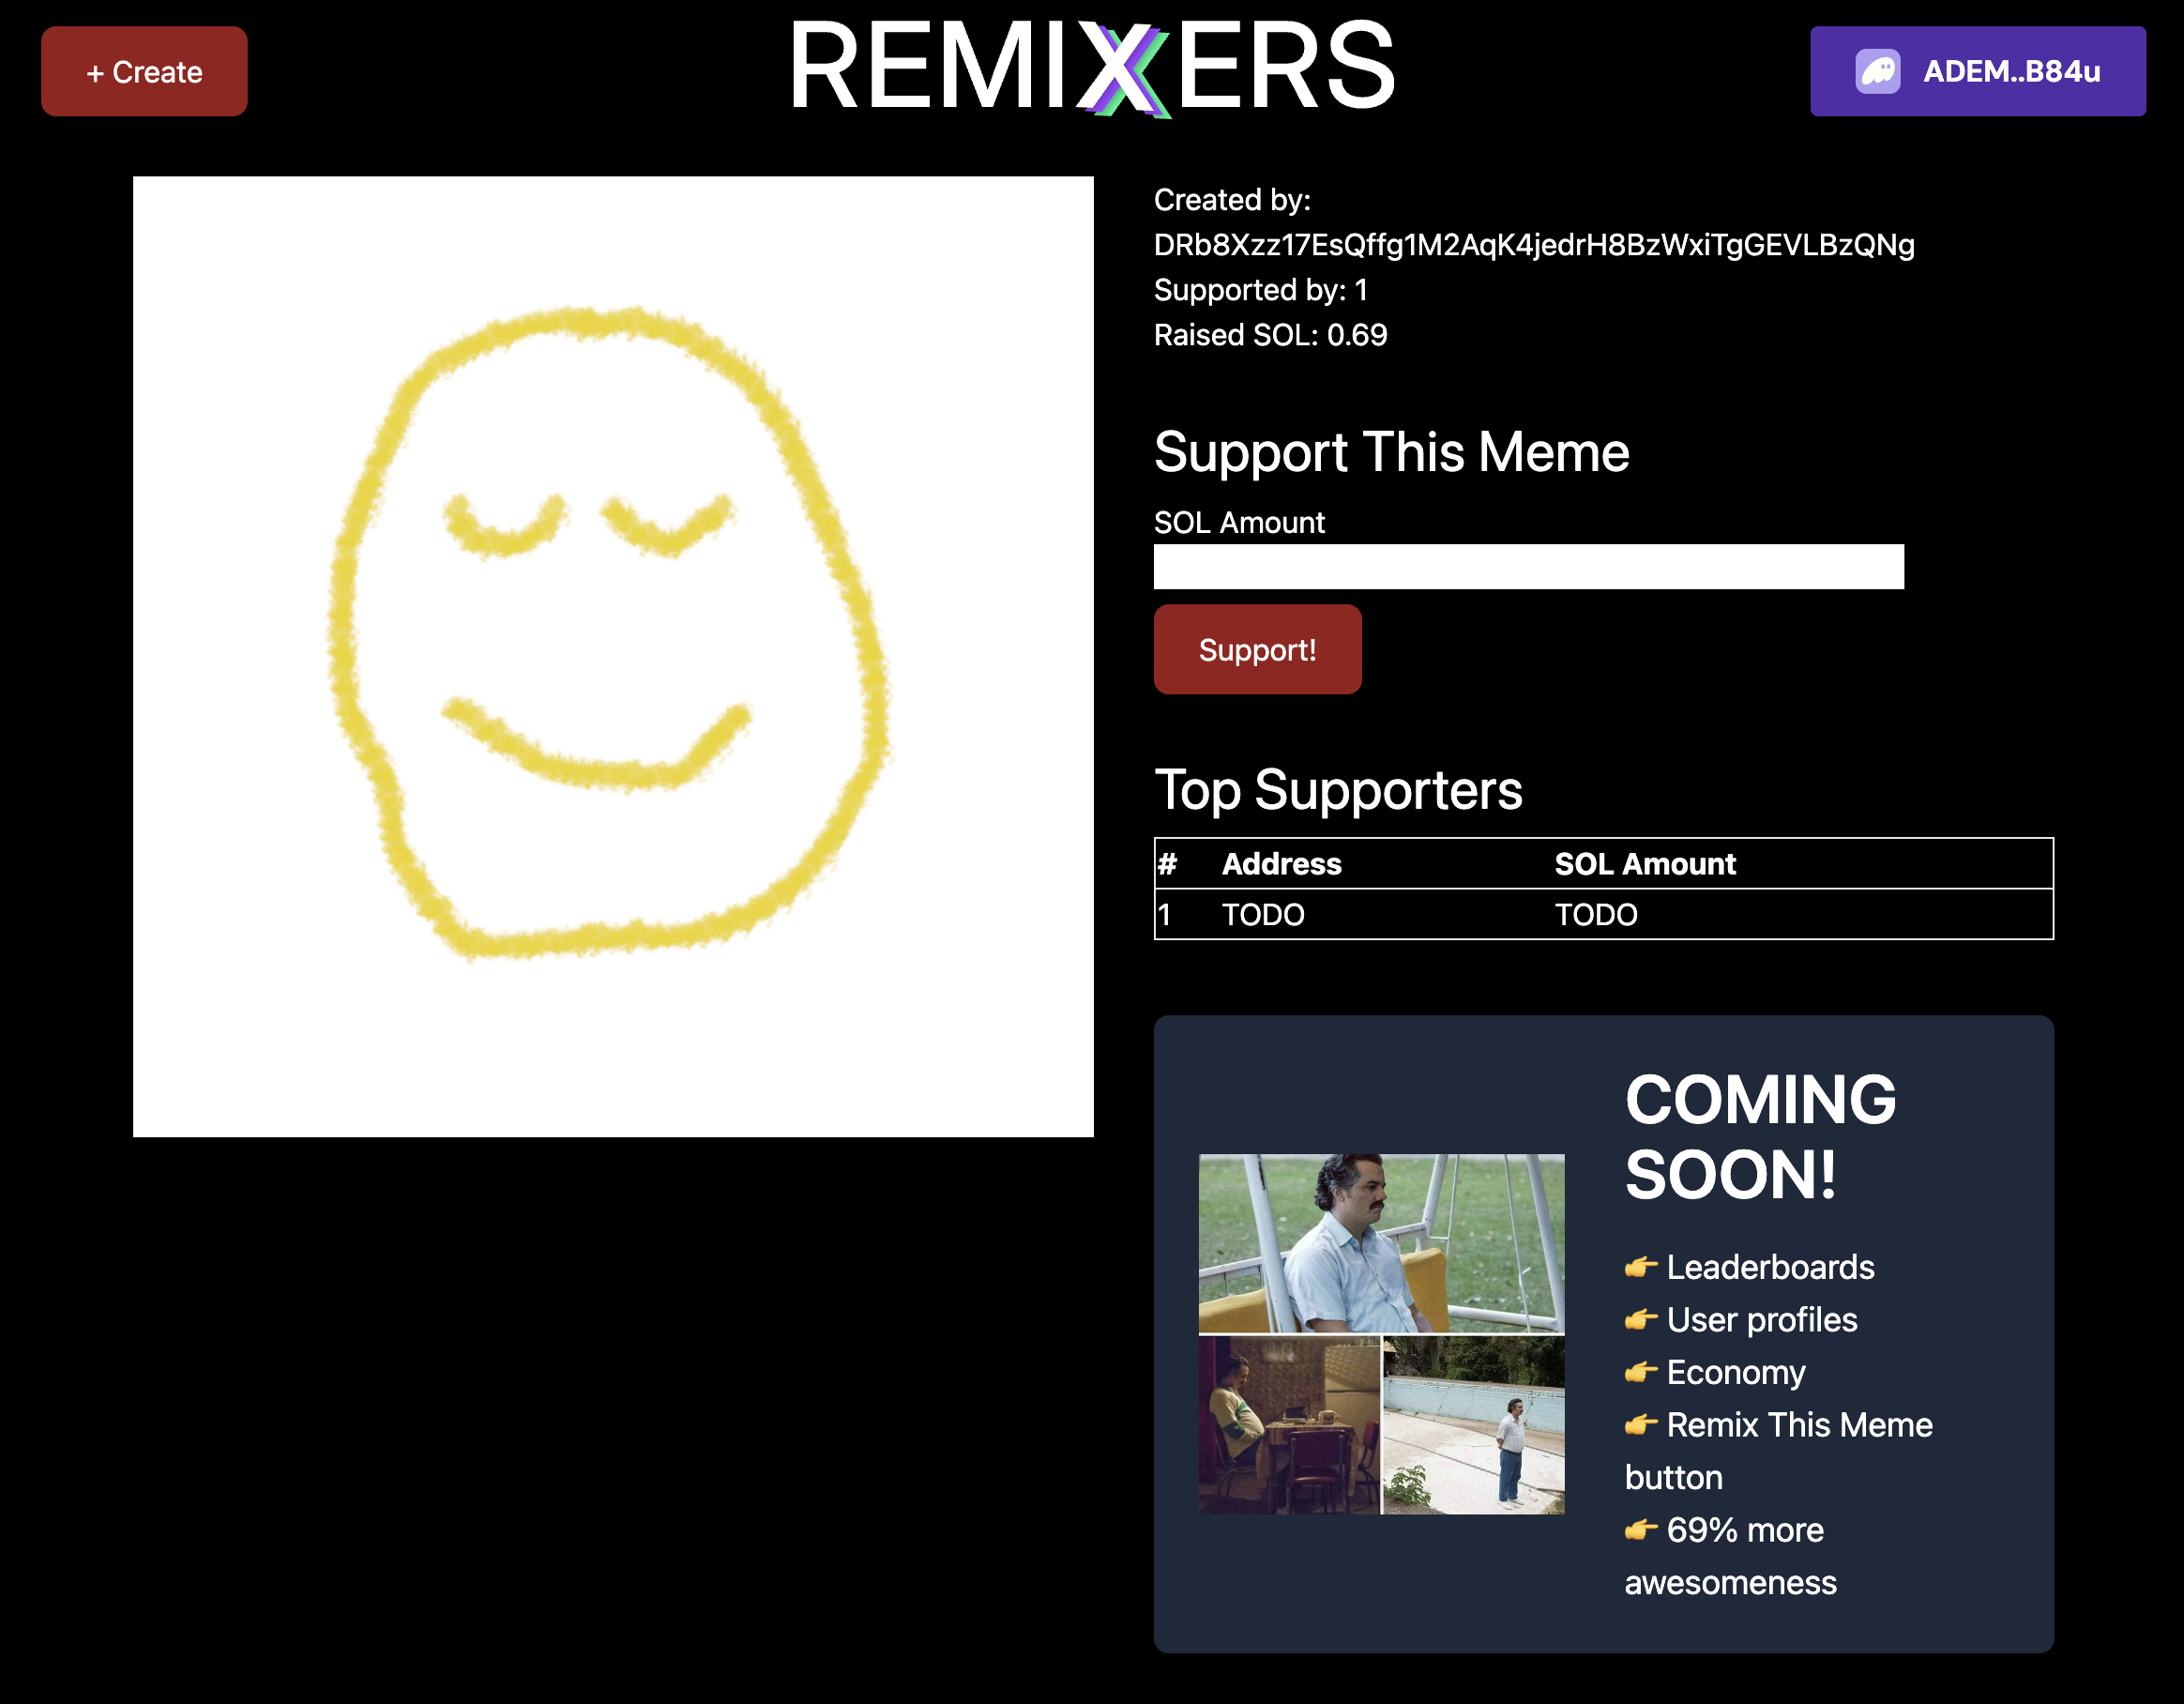 + Create
REMIXERS
ADEM..B84u
Created by:
DRb8Xzz17EsQffg1M2AqK4jedrH8BzWxiTgGEVLBzQNg
Supported by: 1
Raised SOL: 0.69
Support This Meme
SOL Amount
Support!
Top Supporters
# Address SOL Amount
1 TODO TODO
COMING
SOON!
👉 Leaderboards
👉 User profiles
👉 Economy
👉 Remix This Meme
button
👉 69% more
awesomeness